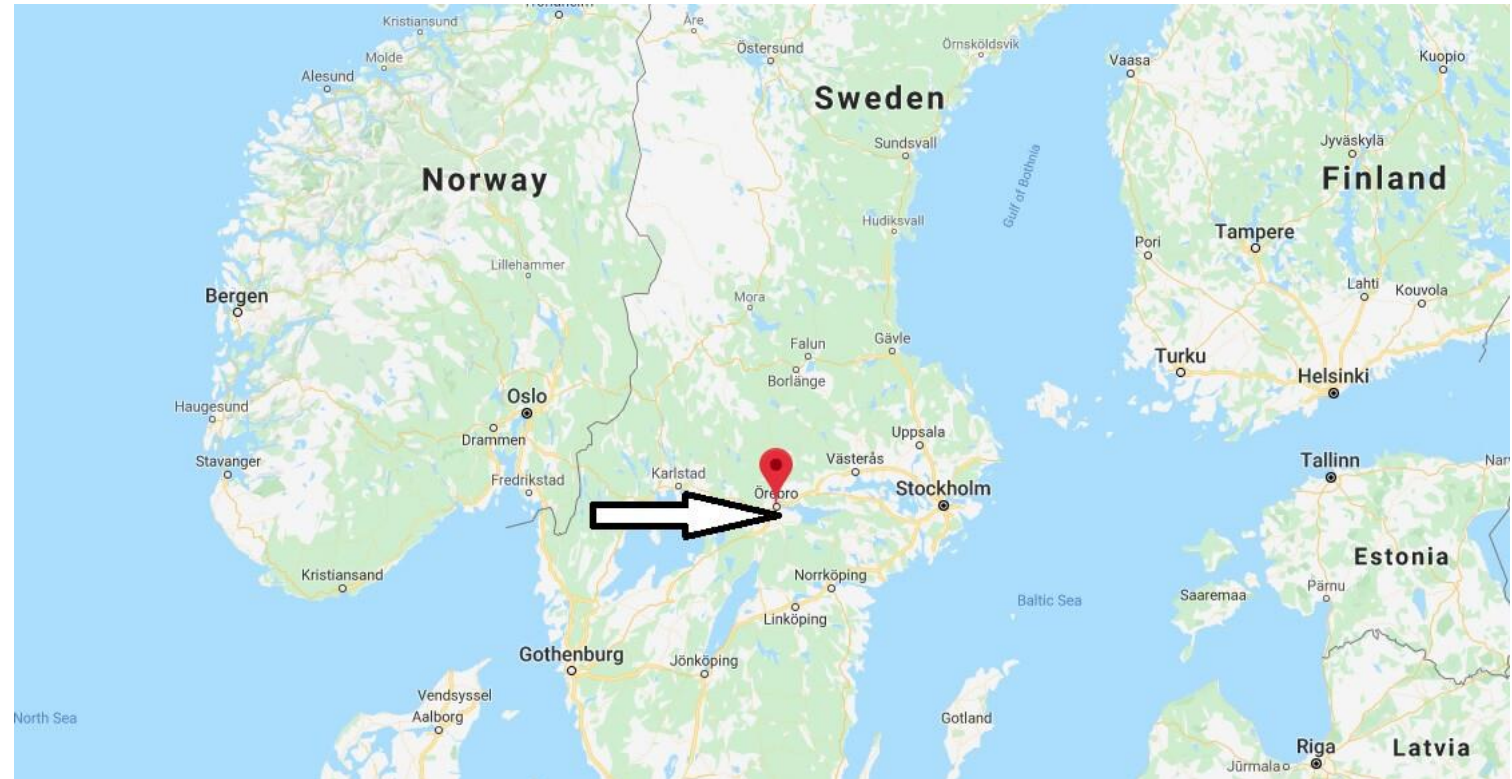 Kristiansund
Åre
Östersund
Örnsköldsvik
Vaasa
Kuopio
Molde
Alesund
Sweden
Sundsvall
Jyväskylä
Norway
Finland
Gulf of Bothnia
Hudiksvall
Tampere
Pori
Lillehammer
Bergen
Mora
Lahti
Kouvola
Falun
Gävle
Turku
Borlänge
Helsinki
Oslo
Haugesund
Drammen
Uppsala
Västerås
Tallinn
Stavanger
Fredrikstad
Karlstad
Örebro
Stockholm
Estonia
Kristiansand
Norrköping
Pärnu
Saaremaa
Baltic Sea
Linköping
Gothenburg
Jönköping
Vendsyssel
Aalborg
North Sea
Gotland
Riga
Latvia
Jūrmala